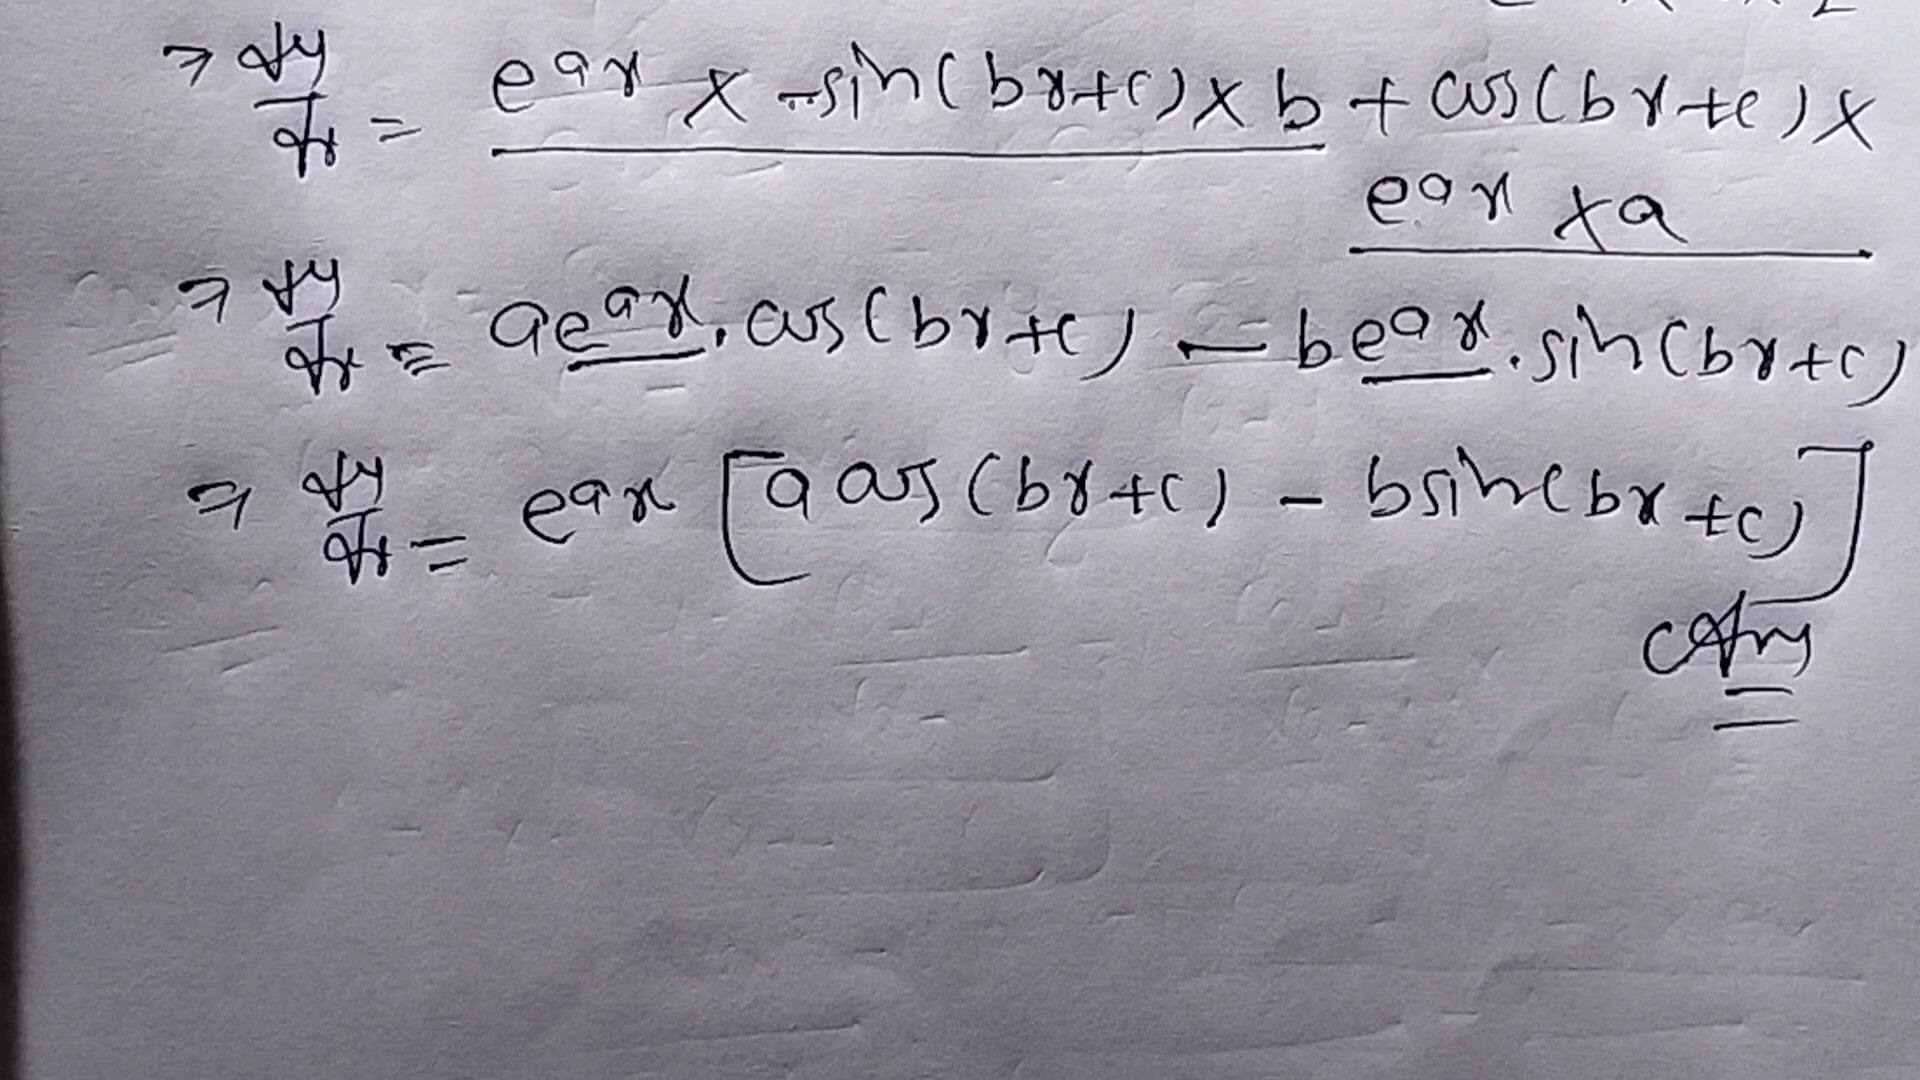 ⇒ dy/dx = e^ax × -sin(bx+c) × b + cos(bx+c) ×
e^ax × a
⇒ dy/dx = ae^ax . cos(bx+c) - be^ax . sin(bx+c)
⇒ dy/dx = e^ax [a cos(bx+c) - bsin(bx+c)]
Ans